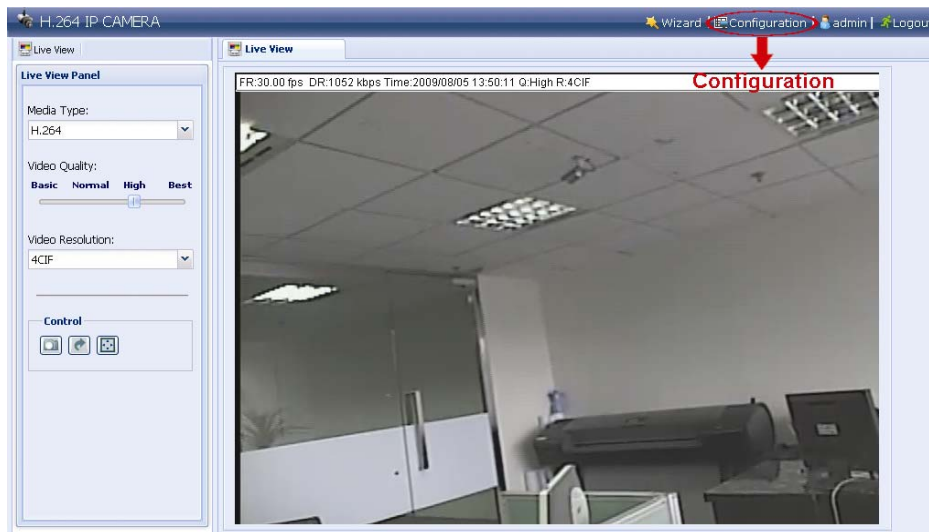 H.264 IP CAMERA
Wizard | Configuration | admin | Logou
Live View
Live View
Live View Panel
FR:30.00 fps DR:1052 kbps Time:2009/08/05 13:50:11 Q:High R:4CIF
Configuration
Media Type:
H.264
Video Quality:
Basic Normal High Best
Video Resolution:
4CIF
Control